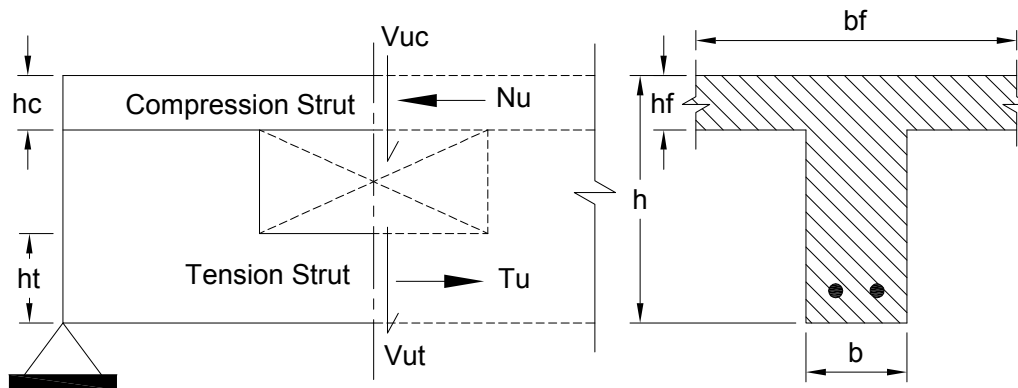 Vuc
bf
hc
Compression Strut
Nu
hf
h
ht
Tension Strut
Tu
Vut
b